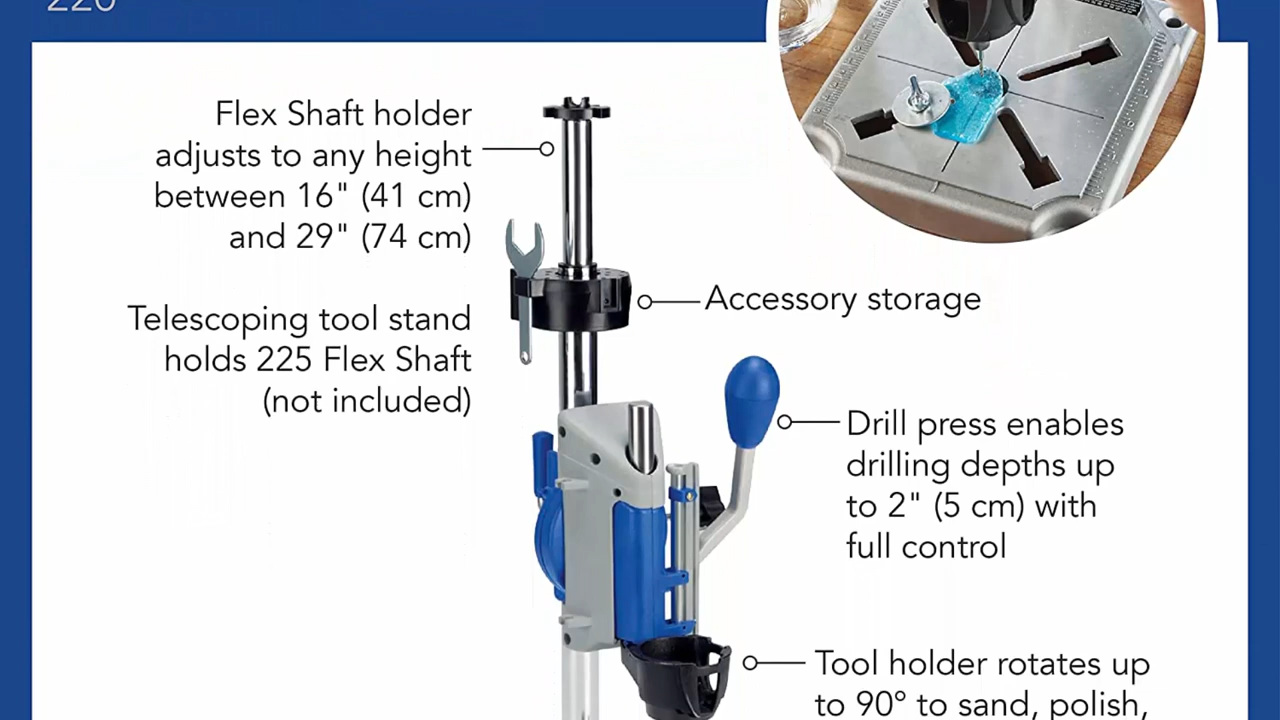 220
Flex Shaft holder
adjusts to any height
between 16" (41 cm)
and 29" (74 cm)
Telescoping tool stand
holds 225 Flex Shaft
(not included)
Accessory storage
Drill press enables
drilling depths up
to 2" (5 cm) with
full control
Tool holder rotates up
to 90° to sand, polish,